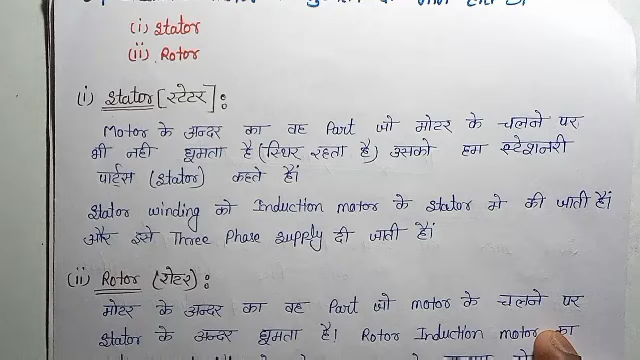 दो भाग होते हैं।
(i) Stator
(ii) Rotor
(i) Stator [स्टेटर]:
Motor के अन्दर का वह Part जो मोटर के चलने पर
भी नही घूमता है (स्थिर रहता है) उसको हम स्टेशनरी
पार्ट्स (Stator) कहते हैं।
Stator winding को Induction motor के Stator मे की जाती है।
और इसे Three Phase Supply दी जाती है।
(ii) Rotor (रोटर):
मोटर के अन्दर का वह Part जो motor के चलने पर
Stator के अन्दर घूमता है। Rotor Induction motor का